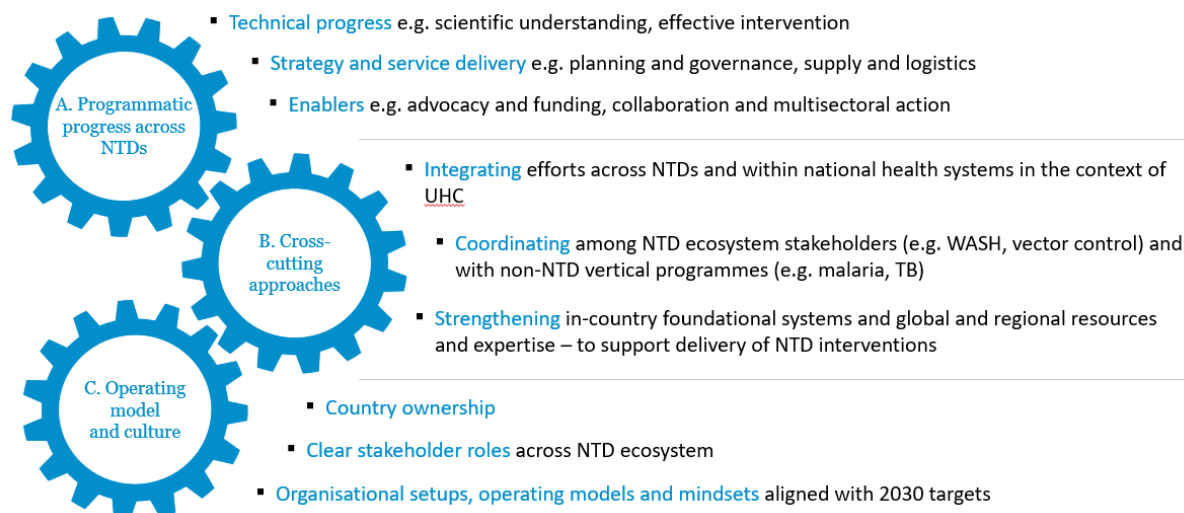 ▪ Technical progress e.g. scientific understanding, effective intervention
▪ Strategy and service delivery e.g. planning and governance, supply and logistics
▪ Enablers e.g. advocacy and funding, collaboration and multisectoral action
A. Programmatic
progress across
NTDs
▪ Integrating efforts across NTDs and within national health systems in the context of
UHC
▪ Coordinating among NTD ecosystem stakeholders (e.g. WASH, vector control) and
with non-NTD vertical programmes (e.g. malaria, TB)
▪ Strengthening in-country foundational systems and global and regional resources
and expertise – to support delivery of NTD interventions
B. Cross-
cutting
approaches
▪ Country ownership
▪ Clear stakeholder roles across NTD ecosystem
▪ Organisational setups, operating models and mindsets aligned with 2030 targets
C. Operating
model
and culture